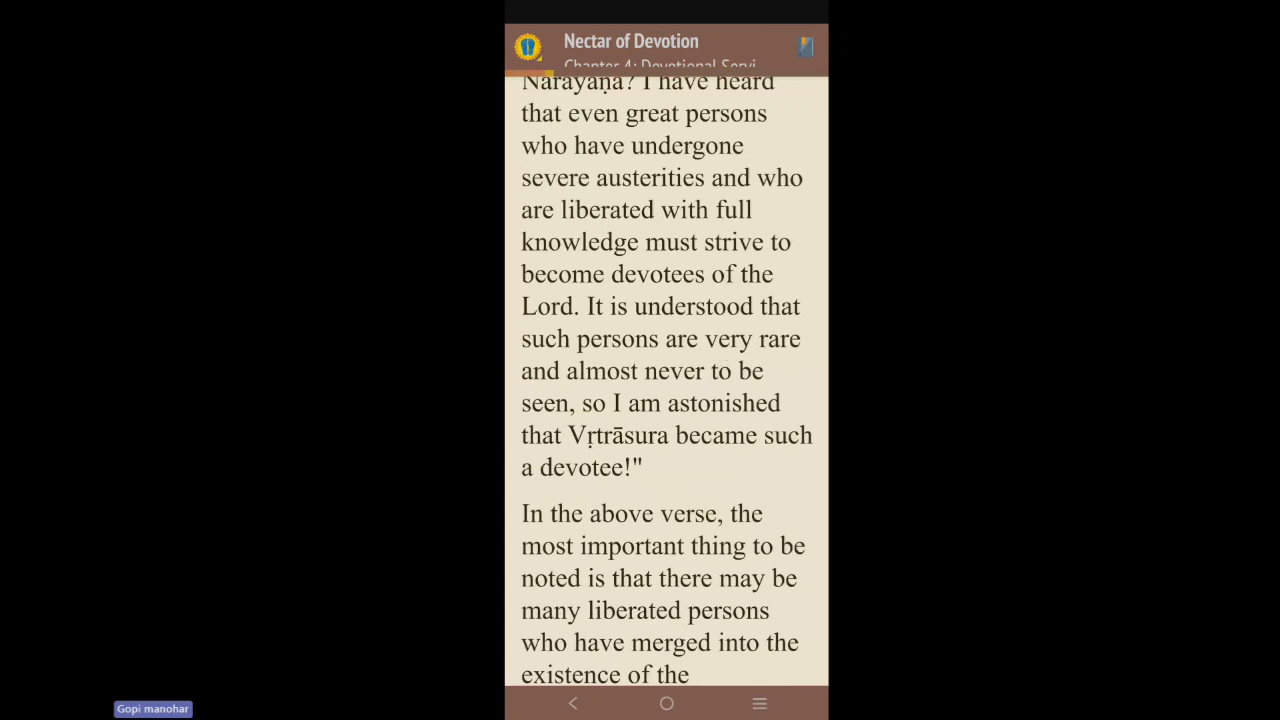 Nectar of Devotion
Chapter 4: Devotional Servi
Nārāyaṇa? I have heard
that even great persons
who have undergone
severe austerities and who
are liberated with full
knowledge must strive to
become devotees of the
Lord. It is understood that
such persons are very rare
and almost never to be
seen, so I am astonished
that Vṛtrāsura became such
a devotee!"
In the above verse, the
most important thing to be
noted is that there may be
many liberated persons
who have merged into the
existence of the
Gopi manohar